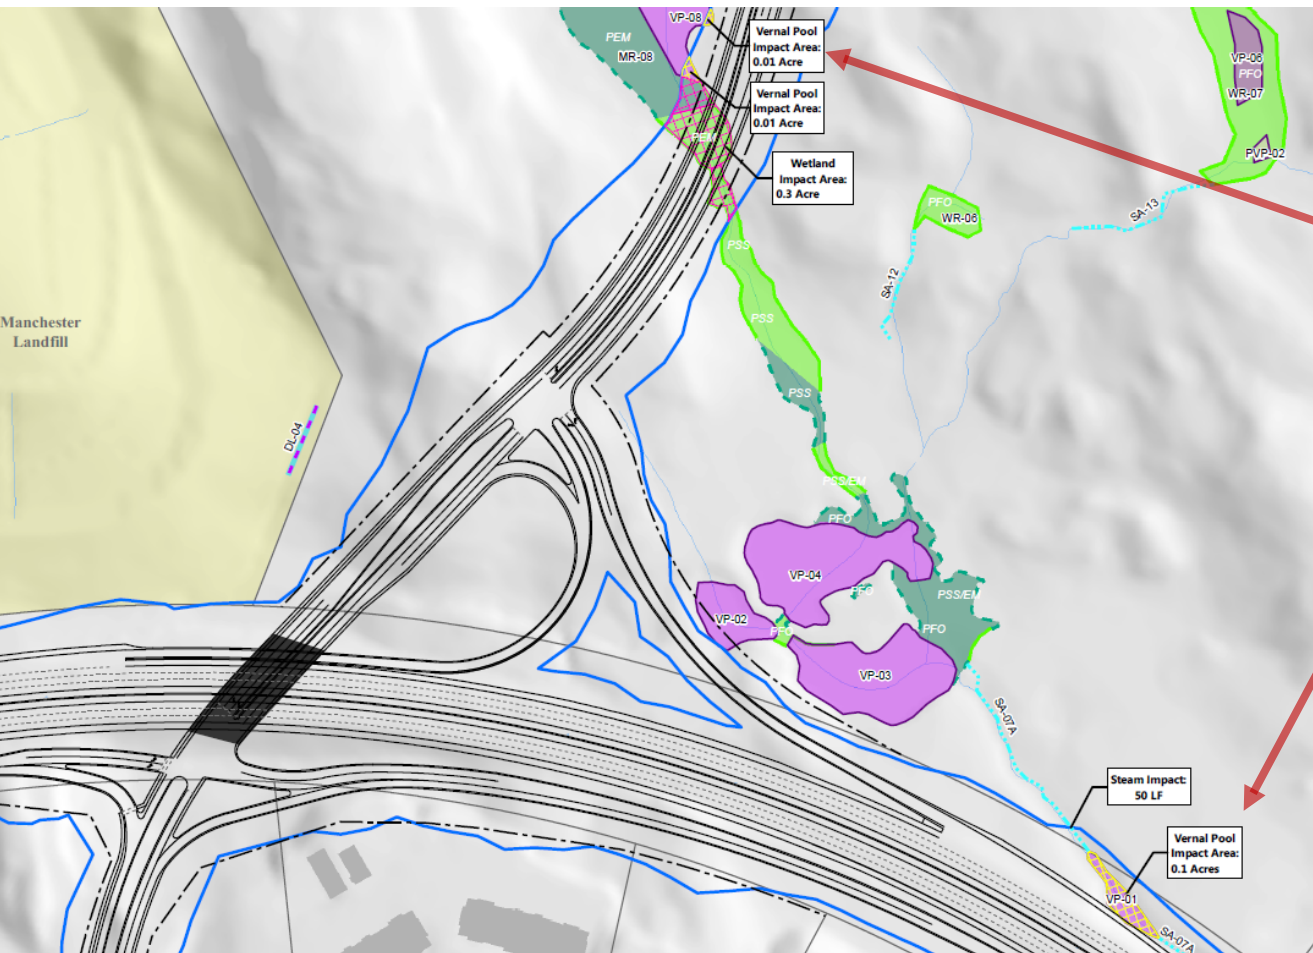 VP-08
PEM
MR-08
Vernal Pool
Impact Area:
0.01 Acre
Vernal Pool
Impact Area:
0.01 Acre
PEM
Wetland
Impact Area:
0.3 Acre
VP-06
PFO
WR-07
PVP-02
SA-13
PFO
WR-06
SA-12
PSS
PSS
PSS
Manchester
Landfill
DL-04
PSS/EM
PFO
VP-04
PFO
PSS/EM
VP-02
PFO
PFO
VP-03
SA-07A
Steam Impact:
50 LF
Vernal Pool
Impact Area:
0.1 Acres
VP-01
SA-07A